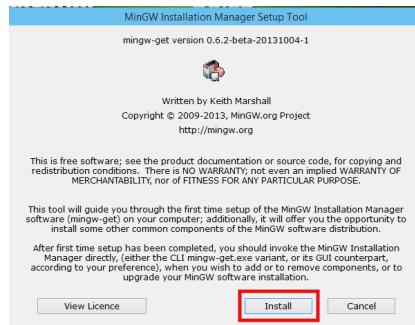 MinGW Installation Manager Setup Tool
mingw-get version 0.6.2-beta-20131004-1
Written by Keith Marshall
Copyright © 2009-2013, MinGW.org Project
http://mingw.org
This is free software; see the product documentation or source code, for copying and
redistribution conditions. There is NO WARRANTY; not even an implied WARRANTY OF
MERCHANTABILITY, nor of FITNESS FOR ANY PARTICULAR PURPOSE.
This tool will guide you through the first time setup of the MinGW Installation Manager
software (mingw-get) on your computer; additionally, it will offer you the opportunity to
install some other common components of the MinGW software distribution.
After first time setup has been completed, you should invoke the MinGW Installation
Manager directly, (either the CLI mingw-get.exe variant, or its GUI counterpart,
according to your preference), when you wish to add or to remove components, or to
upgrade your MinGW software installation.
View Licence
Install
Cancel